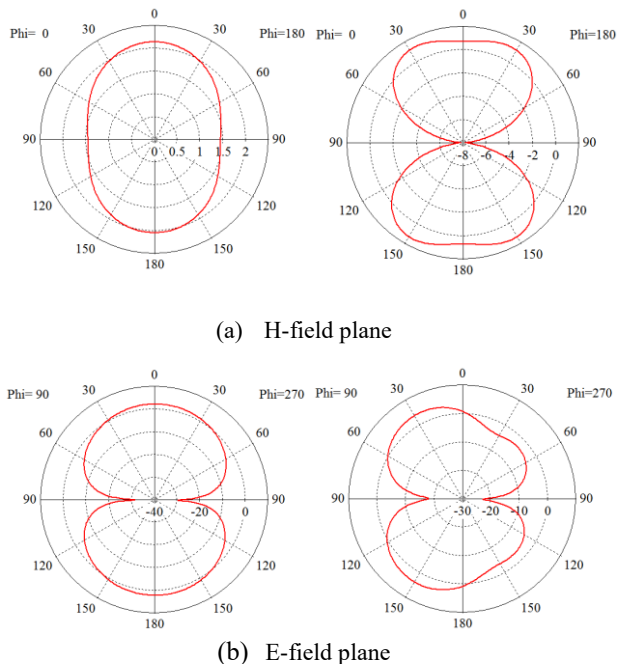 0 0
Phi= 0 30 30 Phi=180 Phi= 0 30 30 Phi=180
60 60 60 60
90 0 0.5 1 1.5 2 90 90 -8 -6 -4 -2 0 90
120 120 120 120
150 150 150 150
180 180
(a) H-field plane
0 0
Phi= 90 30 30 Phi=270 Phi= 90 30 30 Phi=270
60 60 60 60
90 -40 -20 0 90 90 -30 -20 -10 0 90
120 120 120 120
150 150 150 150
180 180
(b) E-field plane